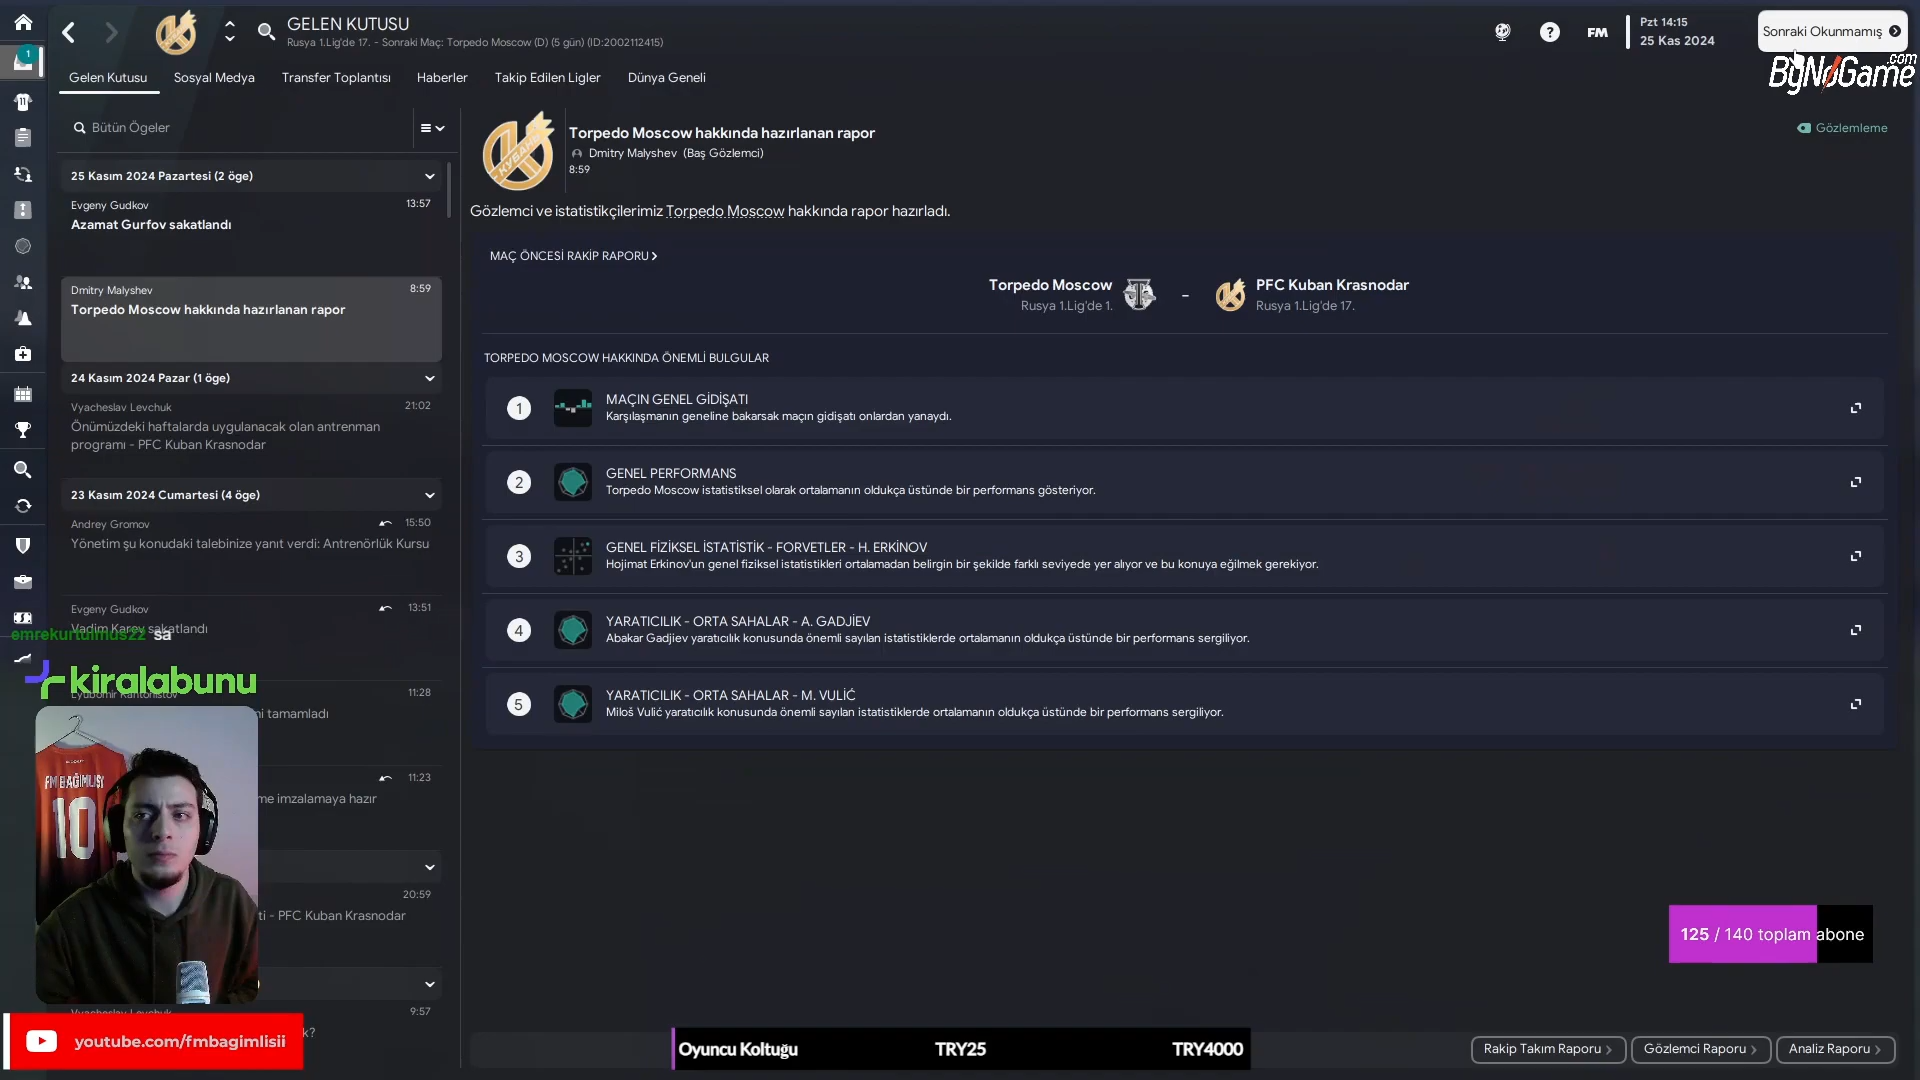 GELEN KUTUSU
Rusya 1.Lig'de 17. - Sonraki Maç: Torpedo Moscow (D) (5 gün) (ID:2002112415)
FM
Pzt 14:15
25 Kas 2024
Sonraki Okunmamış
ByNoGame.com
1
Gelen Kutusu
Sosyal Medya
Transfer Toplantısı
Haberler
Takip Edilen Ligler
Dünya Geneli
Bütün Ögeler
25 Kasım 2024 Pazartesi (2 öge)
Evgeny Gudkov 13:57
Azamat Gurfov sakatlandı
Dmitry Malyshev 8:59
Torpedo Moscow hakkında hazırlanan rapor
24 Kasım 2024 Pazar (1 öge)
Vyacheslav Levchuk 21:02
Önümüzdeki haftalarda uygulanacak olan antrenman
programı - PFC Kuban Krasnodar
23 Kasım 2024 Cumartesi (4 öge)
Andrey Gromov 15:50
Yönetim şu konudaki talebinize yanıt verdi: Antrenörlük Kursu
Evgeny Gudkov 13:51
Vadim Karev sakatlandı
emrekurtulmus22 sa
kiralabunu
11:28
ni tamamladı
11:23
me imzalamaya hazır
20:59
ti - PFC Kuban Krasnodar
9:57
k?
FM BAĞIMLISI
10
youtube.com/fmbagimlisii
КУБАНЬ
Torpedo Moscow hakkında hazırlanan rapor
Dmitry Malyshev (Baş Gözlemci)
8:59
Gözlemleme
Gözlemci ve istatistikçilerimiz Torpedo Moscow hakkında rapor hazırladı.
MAÇ ÖNCESİ RAKİP RAPORU
Torpedo Moscow - PFC Kuban Krasnodar
Rusya 1.Lig'de 1. Rusya 1.Lig'de 17.
TORPEDO MOSCOW HAKKINDA ÖNEMLİ BULGULAR
1 MAÇIN GENEL GİDİŞATI
Karşılaşmanın geneline bakarsak maçın gidişatı onlardan yanaydı.
2 GENEL PERFORMANS
Torpedo Moscow istatistiksel olarak ortalamanın oldukça üstünde bir performans gösteriyor.
3 GENEL FİZİKSEL İSTATİSTİK - FORVETLER - H. ERKİNOV
Hojimat Erkinov'un genel fiziksel istatistikleri ortalamadan belirgin bir şekilde farklı seviyede yer alıyor ve bu konuya eğilmek gerekiyor.
4 YARATICILIK - ORTA SAHALAR - A. GADJİEV
Abakar Gadjiev yaratıcılık konusunda önemli sayılan istatistiklerde ortalamanın oldukça üstünde bir performans sergiliyor.
5 YARATICILIK - ORTA SAHALAR - M. VULİĆ
Miloš Vulić yaratıcılık konusunda önemli sayılan istatistiklerde ortalamanın oldukça üstünde bir performans sergiliyor.
125 / 140 toplam abone
Oyuncu Koltuğu TRY25 TRY4000
Rakip Takım Raporu
Gözlemci Raporu
Analiz Raporu